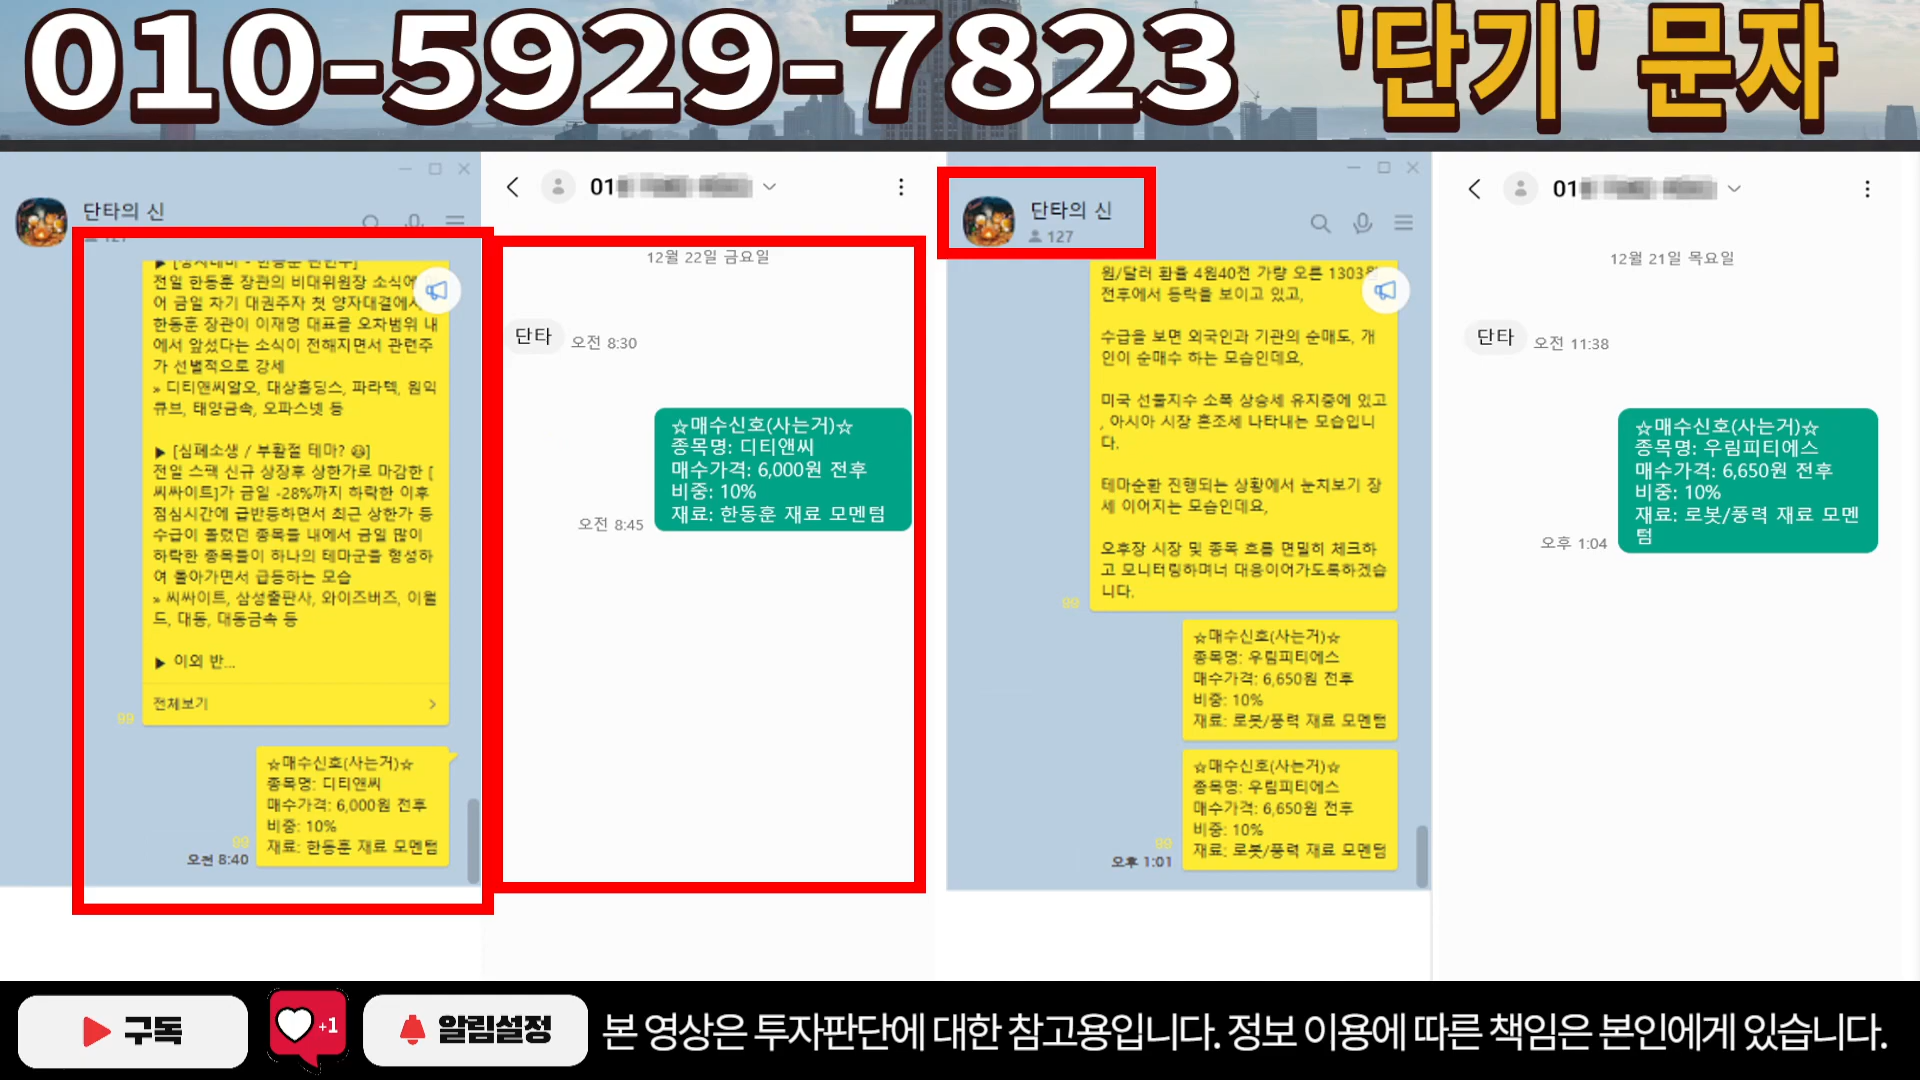 010-5929-7823 '단기' 문자
단타의 신
127
▶ [정치테마 - 한동훈 관련주]
전일 한동훈 장관의 비대위원장 소식에
어 금일 차기 대권주자 첫 양자대결에서
한동훈 장관이 이재명 대표를 오차범위 내
에서 앞섰다는 소식이 전해지면서 관련주
가 선별적으로 강세
» 디티앤씨알오, 대상홀딩스, 파라텍, 원익
큐브, 태양금속, 오파스넷 등
▶ [심폐소생 / 부활절 테마? 😂]
전일 스팩 신규 상장후 상한가로 마감한 [
씨싸이트]가 금일 -28%까지 하락한 이후
점심시간에 급반등하면서 최근 상한가 등
수급이 몰렸던 종목들 내에서 금일 많이
하락한 종목들이 하나의 테마군을 형성하
여 돌아가면서 급등하는 모습
» 씨싸이트, 삼성출판사, 와이즈버즈, 이월
드, 대동, 대동금속 등
▶ 이외 반...
전체보기
99
☆매수신호(사는거)☆
종목명: 디티앤씨
매수가격: 6,000원 전후
비중: 10%
재료: 한동훈 재료 모멘텀
99
오전 8:40
01
12월 22일 금요일
단타
오전 8:30
☆매수신호(사는거)☆
종목명: 디티앤씨
매수가격: 6,000원 전후
비중: 10%
재료: 한동훈 재료 모멘텀
오전 8:45
단타의 신
127
원/달러 환율 4원40전 가량 오른 1303원
전후에서 등락을 보이고 있고,
수급을 보면 외국인과 기관의 순매도, 개
인이 순매수 하는 모습인데요,
미국 선물지수 소폭 상승세 유지중에 있고
, 아시아 시장 혼조세 나타내는 모습입니
다.
테마순환 진행되는 상황에서 눈치보기 장
세 이어지는 모습인데요,
오후장 시장 및 종목 흐름 면밀히 체크하
고 모니터링하며너 대응이어가도록하겠습
니다.
99
☆매수신호(사는거)☆
종목명: 우림피티에스
매수가격: 6,650원 전후
비중: 10%
재료: 로봇/풍력 재료 모멘텀
☆매수신호(사는거)☆
종목명: 우림피티에스
매수가격: 6,650원 전후
비중: 10%
재료: 로봇/풍력 재료 모멘텀
99
오후 1:01
01
12월 21일 목요일
단타
오전 11:38
☆매수신호(사는거)☆
종목명: 우림피티에스
매수가격: 6,650원 전후
비중: 10%
재료: 로봇/풍력 재료 모멘
텀
오후 1:04
구독
+1
알림설정
본 영상은 투자판단에 대한 참고용입니다. 정보 이용에 따른 책임은 본인에게 있습니다.